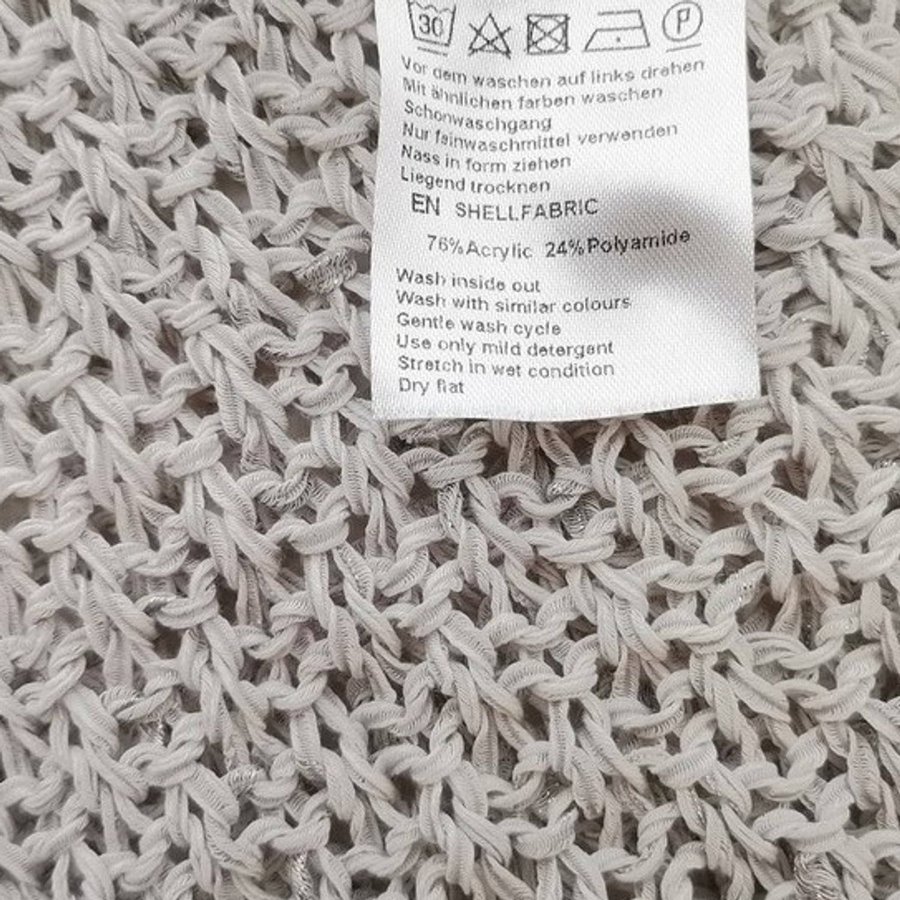 30 P
Vor dem waschen auf links drehen
Mit ähnlichen farben waschen
Schonwaschgang
Nur feinwaschmittel verwenden
Nass in form ziehen
Liegend trocknen
EN SHELLFABRIC
76%Acrylic 24%Polyamide
Wash inside out
Wash with similar colours
Gentle wash cycle
Use only mild detergent
Stretch in wet condition
Dry flat